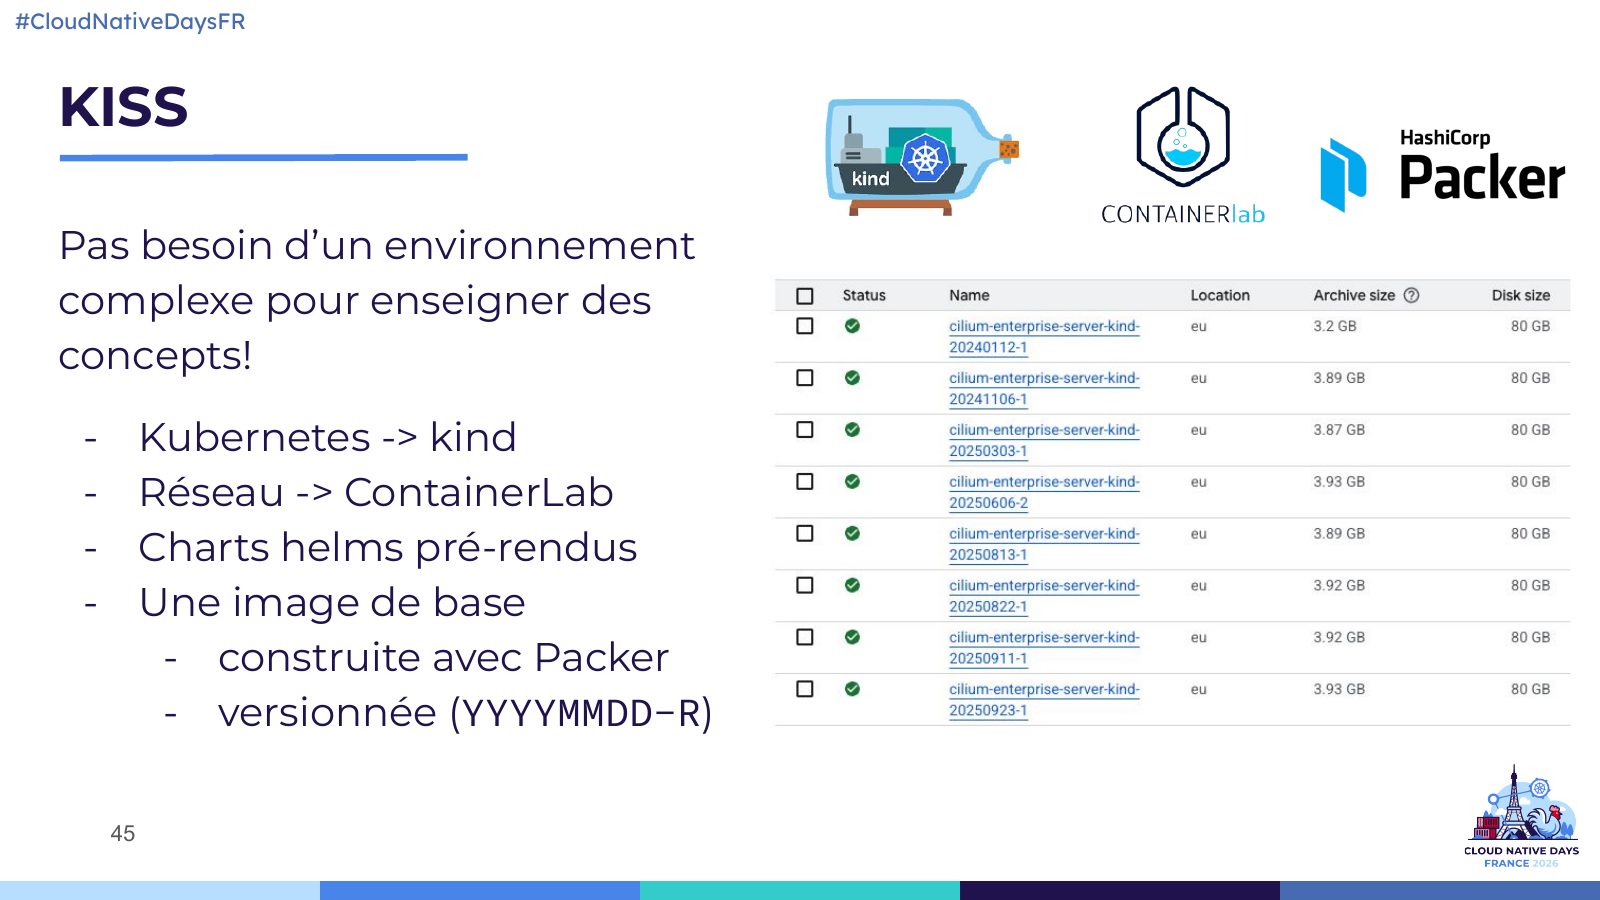 #CloudNativeDaysFR
KISS
Pas besoin d’un environnement
complexe pour enseigner des
concepts!
- Kubernetes -> kind
- Réseau -> ContainerLab
- Charts helms pré-rendus
- Une image de base
- construite avec Packer
- versionnée (YYYYMMDD-R)
kind
CONTAINERlab
HashiCorp
Packer
Status Name Location Archive size ? Disk size
cilium-enterprise-server-kind- eu 3.2 GB 80 GB
20240112-1
cilium-enterprise-server-kind- eu 3.89 GB 80 GB
20241106-1
cilium-enterprise-server-kind- eu 3.87 GB 80 GB
20250303-1
cilium-enterprise-server-kind- eu 3.93 GB 80 GB
20250606-2
cilium-enterprise-server-kind- eu 3.89 GB 80 GB
20250813-1
cilium-enterprise-server-kind- eu 3.92 GB 80 GB
20250822-1
cilium-enterprise-server-kind- eu 3.92 GB 80 GB
20250911-1
cilium-enterprise-server-kind- eu 3.93 GB 80 GB
20250923-1
45
CLOUD NATIVE DAYS
FRANCE 2026